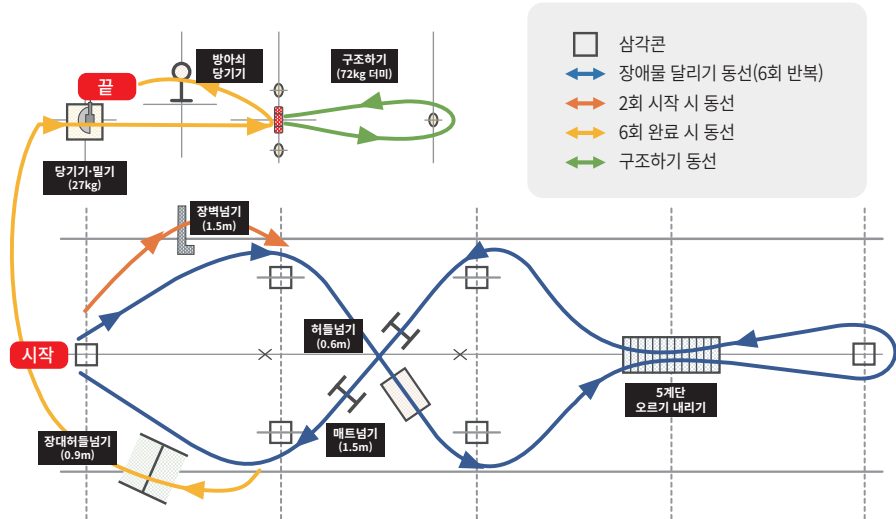 방아쇠
당기기
구조하기
(72kg 더미)
끝
당기기·밀기
(27kg)
삼각콘
장애물 달리기 동선(6회 반복)
2회 시작 시 동선
6회 완료 시 동선
구조하기 동선
장벽넘기
(1.5m)
허들넘기
(0.6m)
시작
5계단
오르기 내리기
매트넘기
(1.5m)
장대허들넘기
(0.9m)